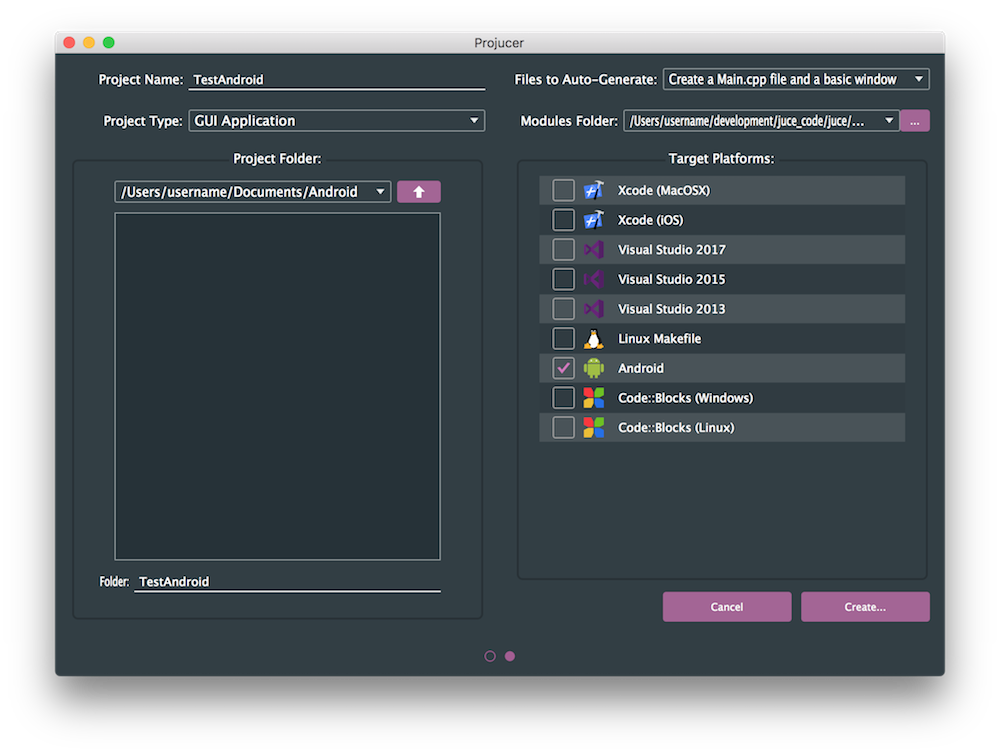 Projucer
Project Name: TestAndroid
Files to Auto-Generate: Create a Main.cpp file and a basic window
Project Type: GUI Application
Modules Folder: /Users/username/development/juce_code/juce/... ...
Project Folder:
/Users/username/Documents/Android
Folder: TestAndroid
Target Platforms:
Xcode (MacOSX)
Xcode (iOS)
Visual Studio 2017
Visual Studio 2015
Visual Studio 2013
Linux Makefile
Android
Code::Blocks (Windows)
Code::Blocks (Linux)
Cancel
Create...